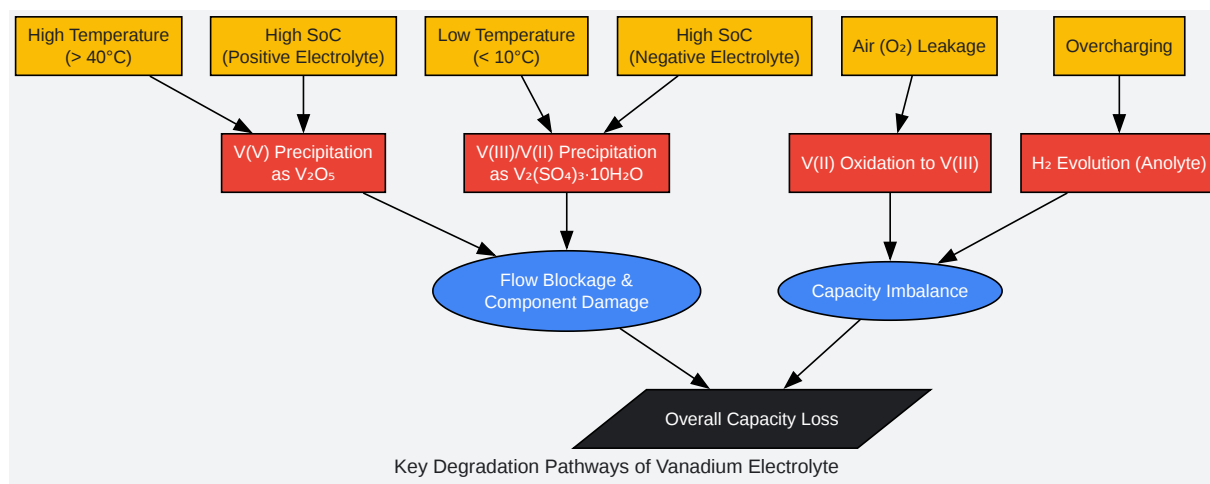 High Temperature
(> 40°C)
High SoC
(Positive Electrolyte)
Low Temperature
(< 10°C)
High SoC
(Negative Electrolyte)
Air (O₂) Leakage
Overcharging
V(V) Precipitation
as V₂O₅
V(III)/V(II) Precipitation
as V₂(SO₄)₃·10H₂O
V(II) Oxidation to V(III)
H₂ Evolution (Anolyte)
Flow Blockage &
Component Damage
Capacity Imbalance
Overall Capacity Loss
Key Degradation Pathways of Vanadium Electrolyte